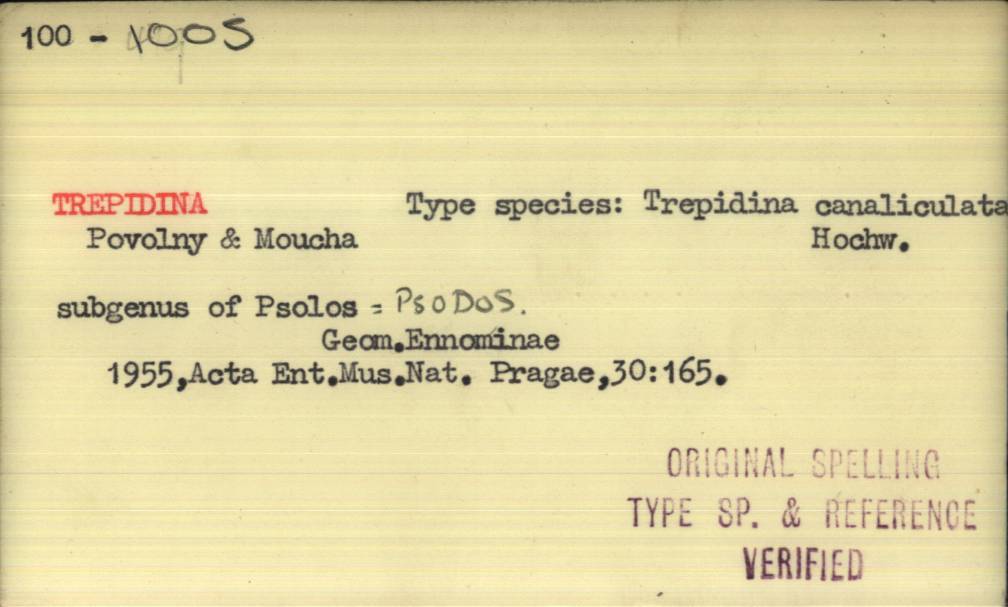 100 - 1005
TREPIDINA Type species: Trepidina canaliculata
Povolny & Moucha Hochw.
subgenus of Psolos = PSODOS.
Geom.Ennominae
1955,Acta Ent.Mus.Nat. Pragae,30:165.
ORIGINAL SPELLING
TYPE SP. & REFERENCE
VERIFIED